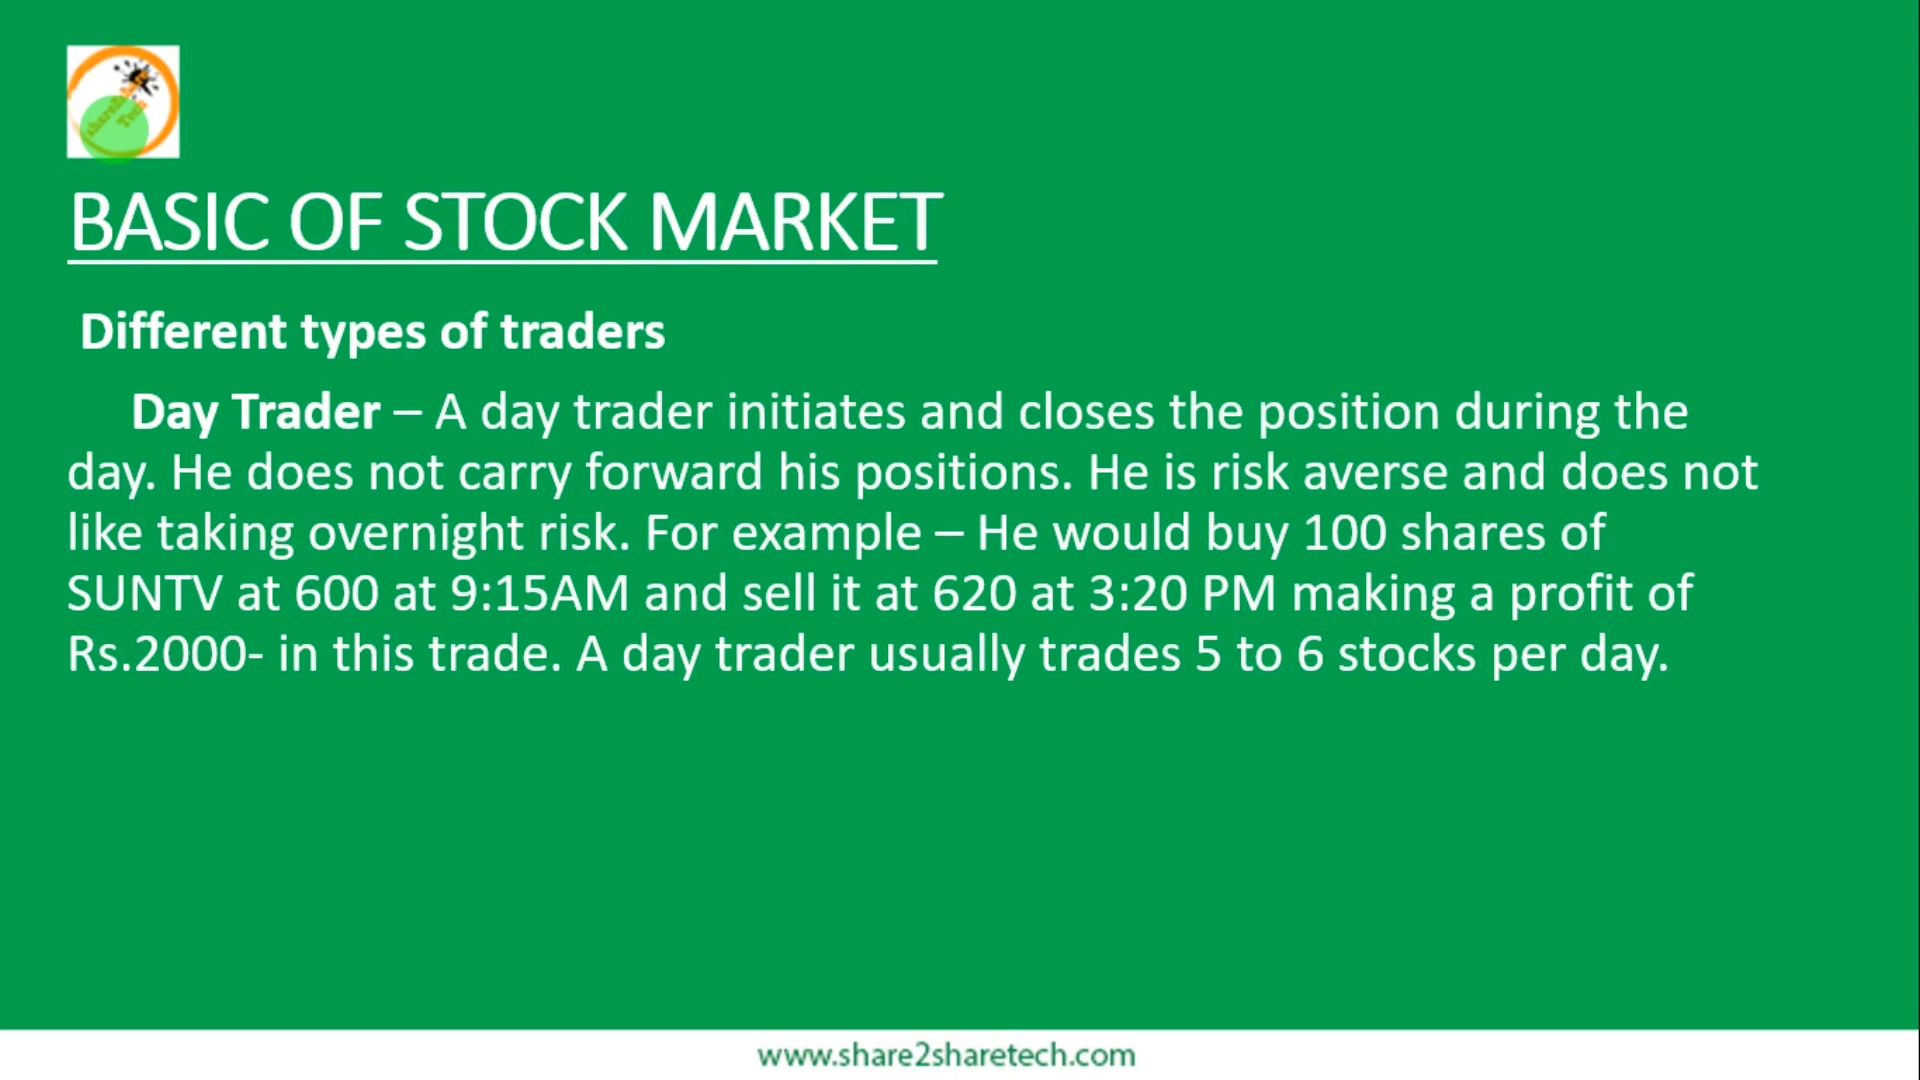 BASIC OF STOCK MARKET
Different types of traders
Day Trader – A day trader initiates and closes the position during the
day. He does not carry forward his positions. He is risk averse and does not
like taking overnight risk. For example – He would buy 100 shares of
SUNTV at 600 at 9:15AM and sell it at 620 at 3:20 PM making a profit of
Rs.2000- in this trade. A day trader usually trades 5 to 6 stocks per day.
www.share2sharetech.com